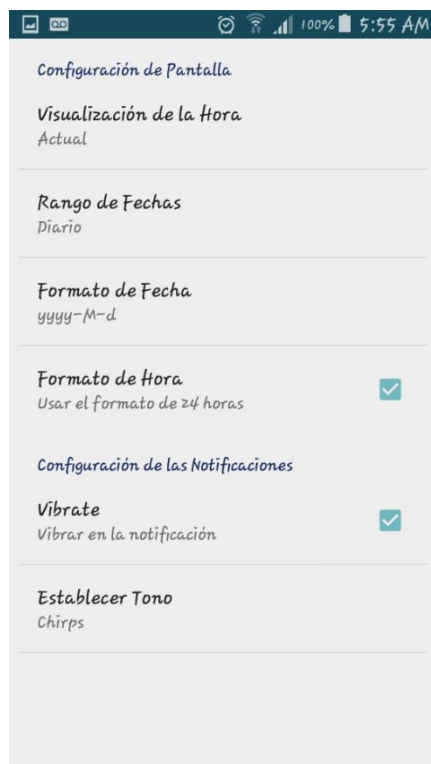 100% 5:55 AM
Configuración de Pantalla
Visualización de la Hora
Actual
Rango de Fechas
Diario
Formato de Fecha
yyyy-M-d
Formato de Hora
Usar el formato de 24 horas
Configuración de las Notificaciones
Vibrate
Vibrar en la notificación
Establecer Tono
Chirps